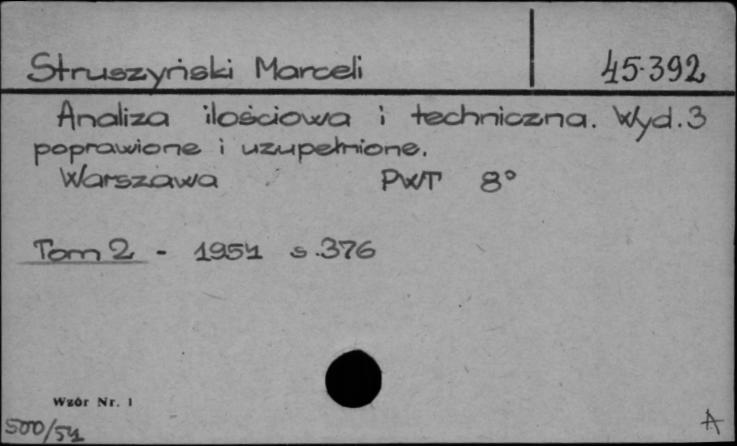 Struszyński Marceli 45.392
Analiza ilościowa i techniczna. Wyd. 3
poprawione i uzupełnione.
Warszawa PWT 8°
Tom 2 - 1954 s. 376
Wzór Nr. 1
500/54
A